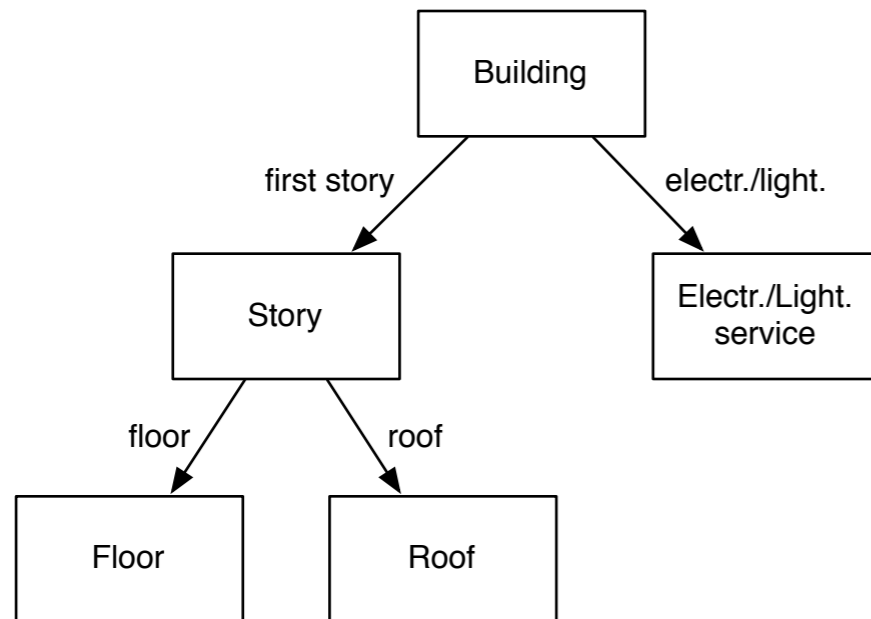 Building
first story
electr./light.
Story
Electr./Light.
service
floor
roof
Floor
Roof